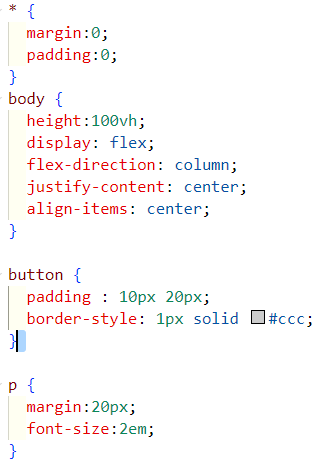 * {
margin:0;
padding:0;
}
body {
height:100vh;
display: flex;
flex-direction: column;
justify-content: center;
align-items: center;
}
button {
padding : 10px 20px;
border-style: 1px solid #ccc;
}
p {
margin:20px;
font-size:2em;
}